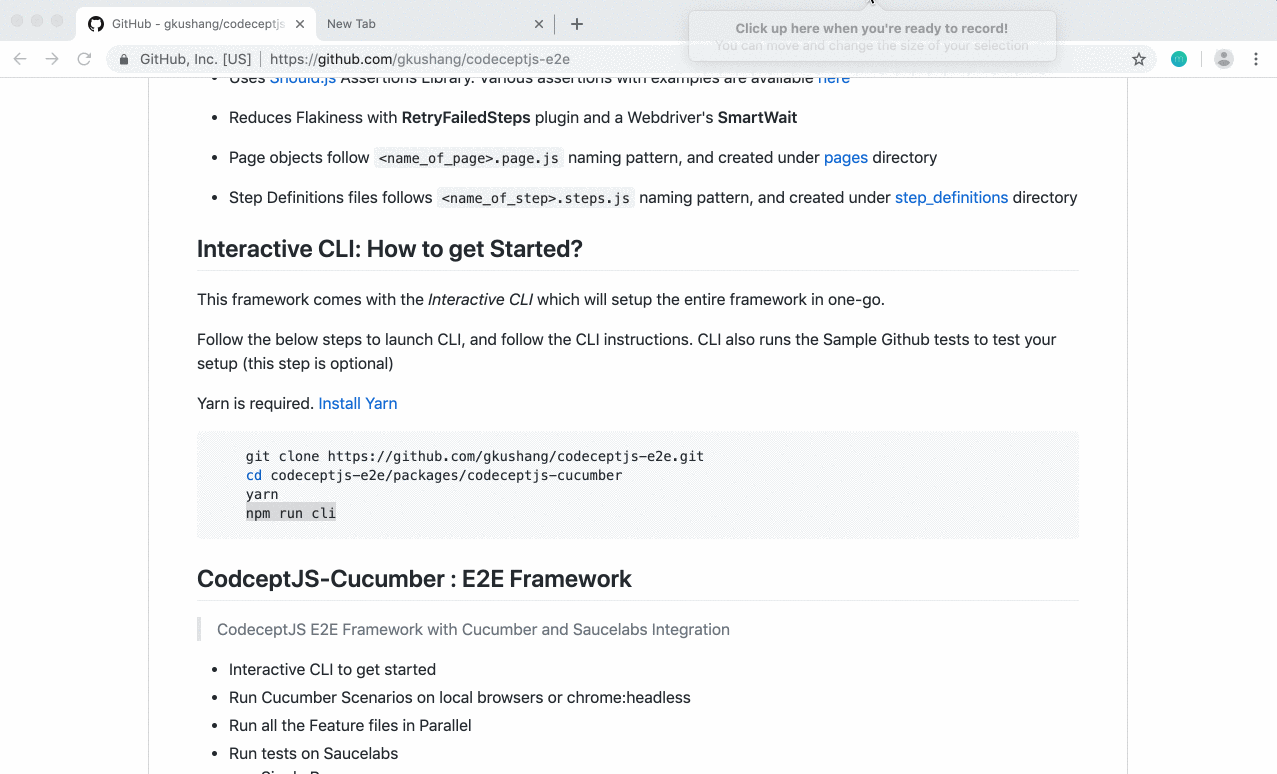 GitHub - gkushang/codeceptjs
New Tab
Click up here when you're ready to record!
You can move and change the size of your selection
GitHub, Inc. [US] | https://github.com/gkushang/codeceptjs-e2e
Uses Should.js Assertions Library. Various assertions with examples are available here
• Reduces Flakiness with RetryFailedSteps plugin and a Webdriver's SmartWait
• Page objects follow <name_of_page>.page.js naming pattern, and created under pages directory
• Step Definitions files follows <name_of_step>.steps.js naming pattern, and created under step_definitions directory
Interactive CLI: How to get Started?
This framework comes with the Interactive CLI which will setup the entire framework in one-go.
Follow the below steps to launch CLI, and follow the CLI instructions. CLI also runs the Sample Github tests to test your
setup (this step is optional)
Yarn is required. Install Yarn
git clone https://github.com/gkushang/codeceptjs-e2e.git
cd codeceptjs-e2e/packages/codeceptjs-cucumber
yarn
npm run cli
CodceptJS-Cucumber : E2E Framework
CodeceptJS E2E Framework with Cucumber and Saucelabs Integration
• Interactive CLI to get started
• Run Cucumber Scenarios on local browsers or chrome:headless
• Run all the Feature files in Parallel
• Run tests on Saucelabs